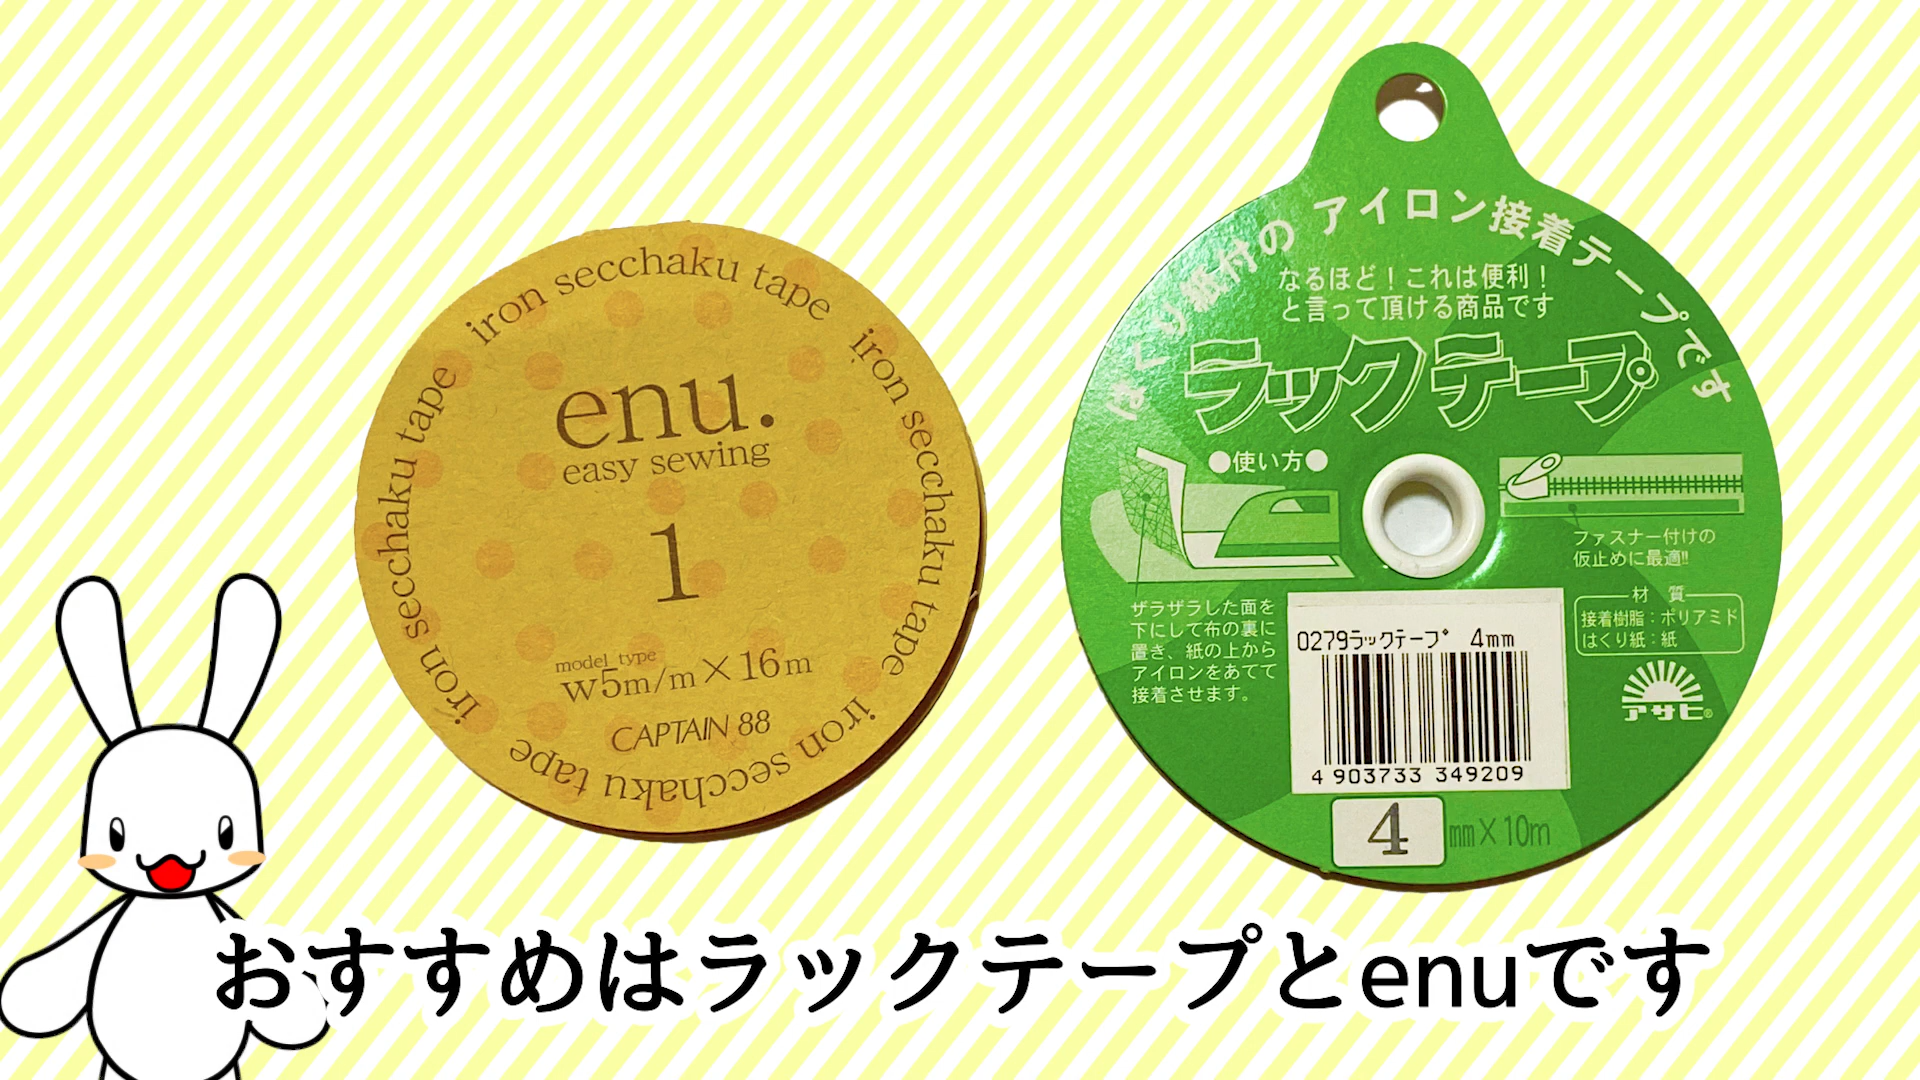 iron secchaku tape
iron secchaku tape
iron secchaku tape
iron secchaku tape
iron secchaku tape
enu.
easy sewing
1
model type
w5m/m×16m
CAPTAIN 88
はくり紙付の アイロン接着テープです
なるほど！これは便利！
と言って頂ける商品です
ラックテープ
●使い方●
ザラザラした面を
下にして布の裏に
置き、紙の上から
アイロンをあてて
接着させます。
ファスナー付けの
仮止めに最適!!
材 質
接着樹脂：ポリアミド
はくり紙：紙
アサヒ®
0279ラックテープ 4mm
4 903733 349209
4mm×10m
おすすめはラックテープとenuです